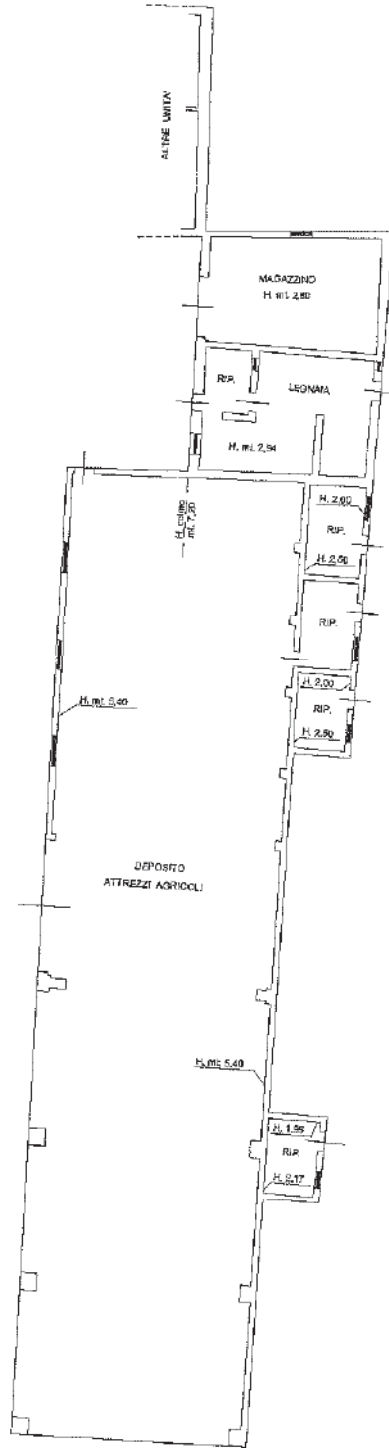 ALTRE UNITA'
MAGAZZINO
H. mt. 2,80
RIP.
LEGNAIA
H. mt. 2,94
H. colmo
mt. 7,20
H. 2,00
RIP.
H. 2,50
RIP.
H. 2,00
RIP.
H. 2,50
H. mt. 5,40
DEPOSITO
ATTREZZI AGRICOLI
H. mt. 5,40
H. 1,95
RIP.
H. 2,17